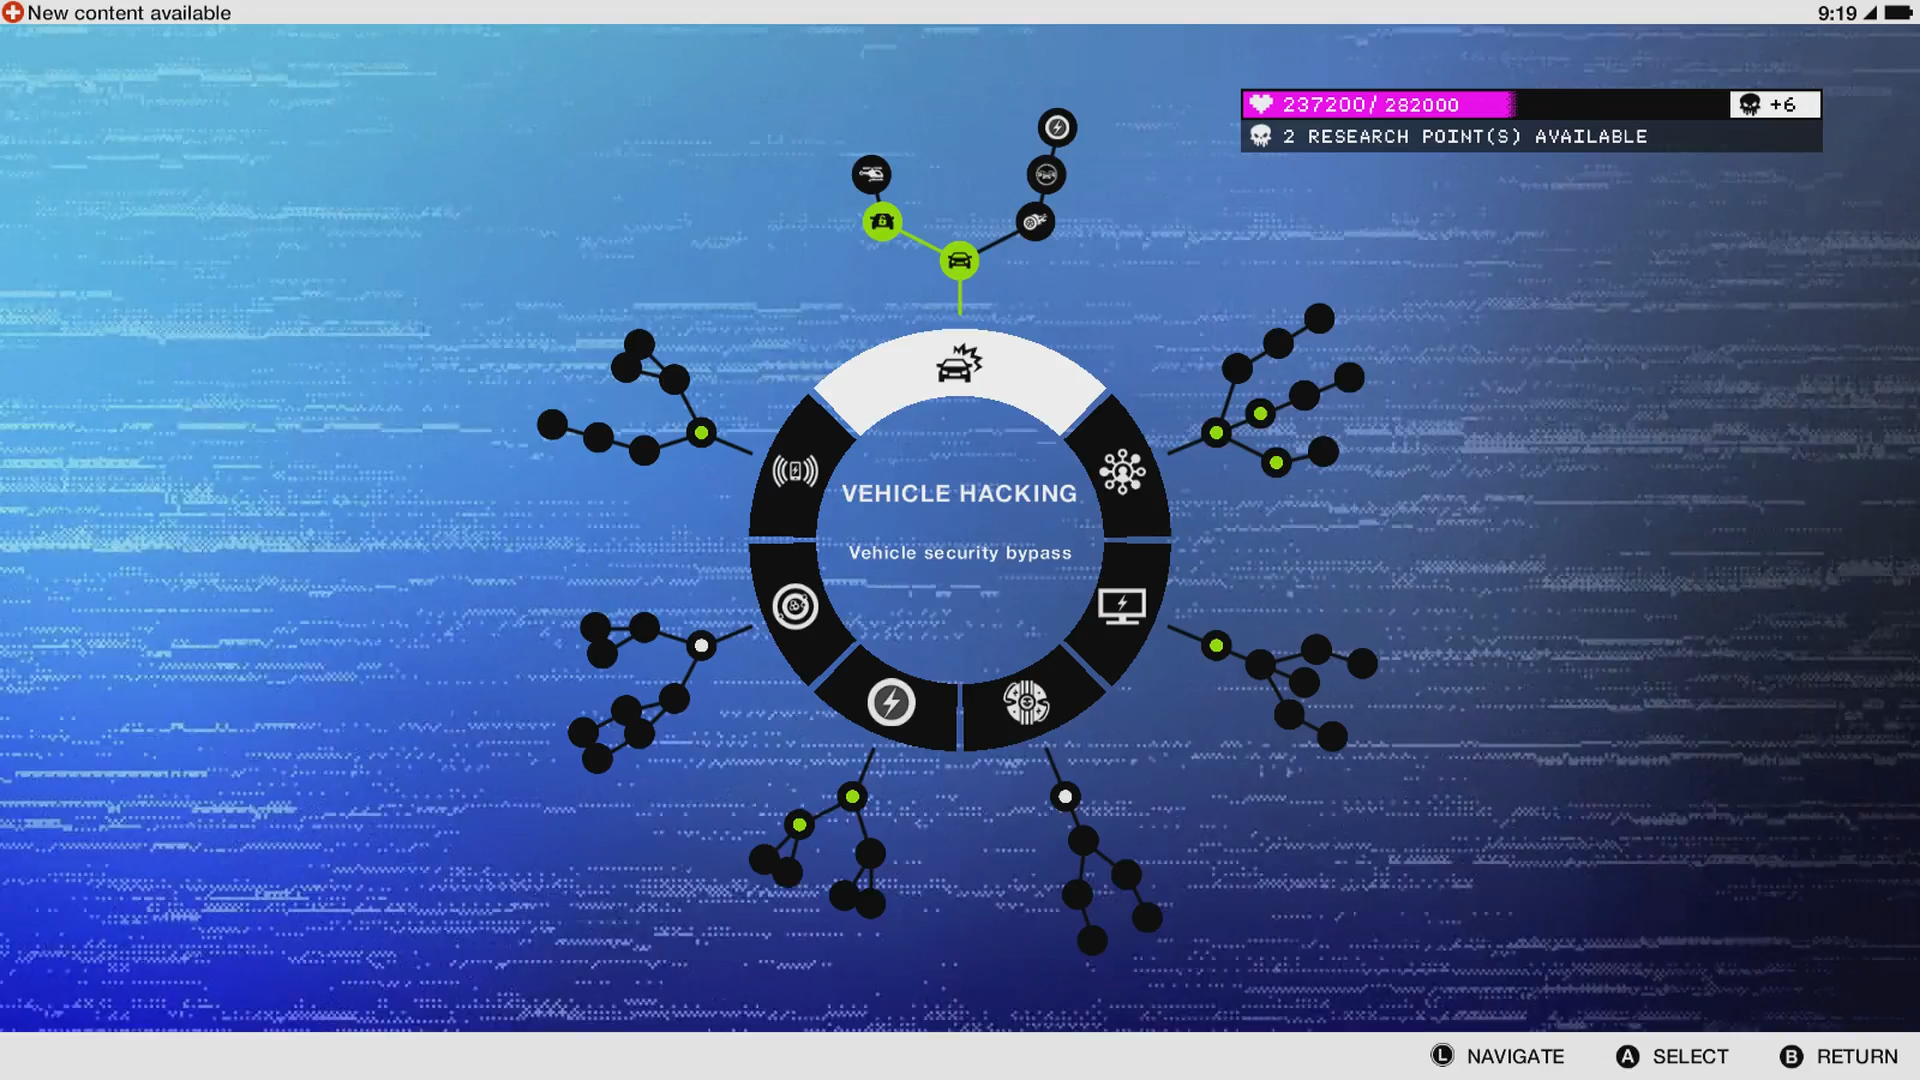 New content available
9:19
237200/ 282000
+6
2 RESEARCH POINT(S) AVAILABLE
VEHICLE HACKING
Vehicle security bypass
L NAVIGATE
A SELECT
B RETURN